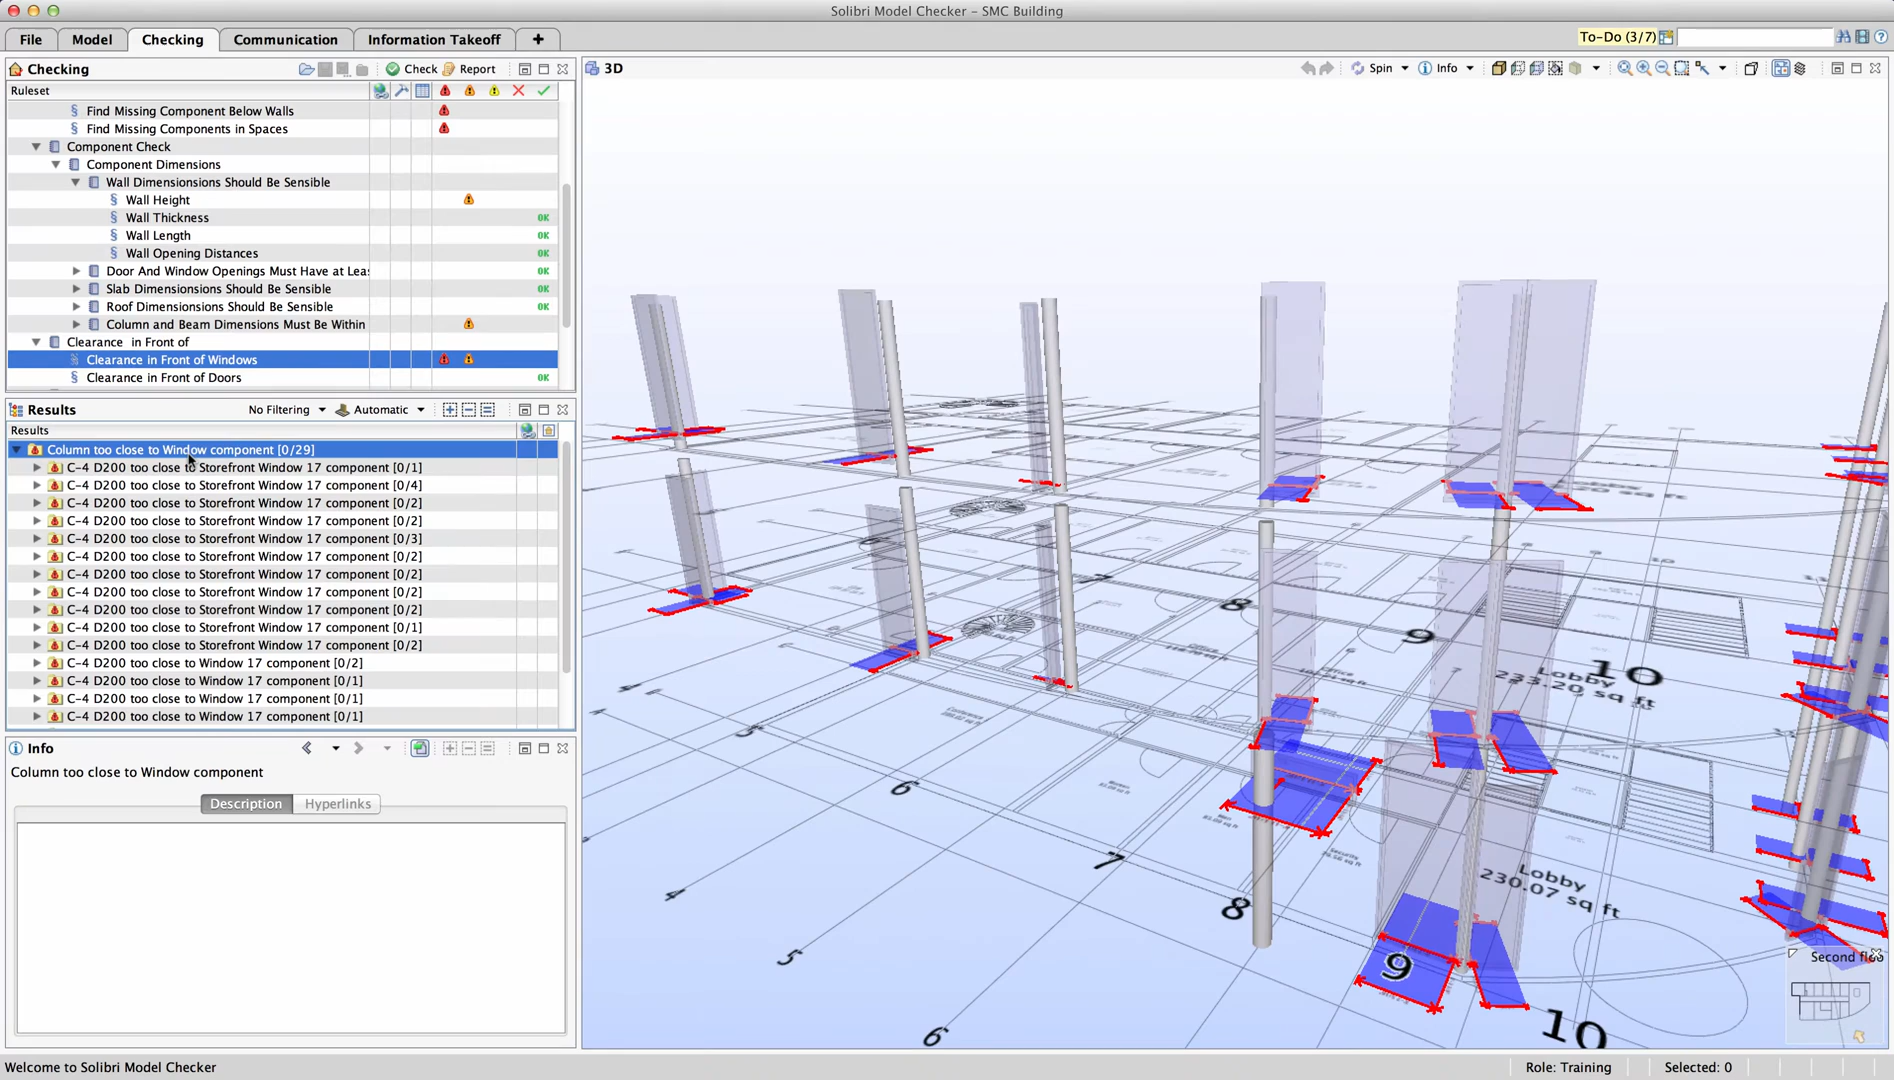 Solibri Model Checker – SMC Building
File
Model
Checking
Communication
Information Takeoff
+
To-Do (3/7)
Checking
Check
Report
Ruleset
Find Missing Component Below Walls
Find Missing Components in Spaces
Component Check
Component Dimensions
Wall Dimensionsions Should Be Sensible
Wall Height
Wall Thickness
OK
Wall Length
OK
Wall Opening Distances
OK
Door And Window Openings Must Have at Leas
OK
Slab Dimensions Should Be Sensible
OK
Roof Dimensionsions Should Be Sensible
OK
Column and Beam Dimensions Must Be Within
Clearance in Front of
Clearance in Front of Windows
Clearance in Front of Doors
OK
Results
No Filtering
Automatic
Results
Column too close to Window component [0/29]
C-4 D200 too close to Storefront Window 17 component [0/1]
C-4 D200 too close to Storefront Window 17 component [0/4]
C-4 D200 too close to Storefront Window 17 component [0/2]
C-4 D200 too close to Storefront Window 17 component [0/2]
C-4 D200 too close to Storefront Window 17 component [0/3]
C-4 D200 too close to Storefront Window 17 component [0/2]
C-4 D200 too close to Storefront Window 17 component [0/2]
C-4 D200 too close to Storefront Window 17 component [0/2]
C-4 D200 too close to Storefront Window 17 component [0/2]
C-4 D200 too close to Storefront Window 17 component [0/1]
C-4 D200 too close to Storefront Window 17 component [0/2]
C-4 D200 too close to Window 17 component [0/2]
C-4 D200 too close to Window 17 component [0/1]
C-4 D200 too close to Window 17 component [0/1]
C-4 D200 too close to Window 17 component [0/1]
Info
Column too close to Window component
Description
Hyperlinks
3D
Spin
Info
7
8
9
10
Lobby
233.20 sq ft
5
6
7
4
8
Lobby
230.07 sq ft
5
9
6
10
Second flo
Welcome to Solibri Model Checker
Role: Training
Selected: 0